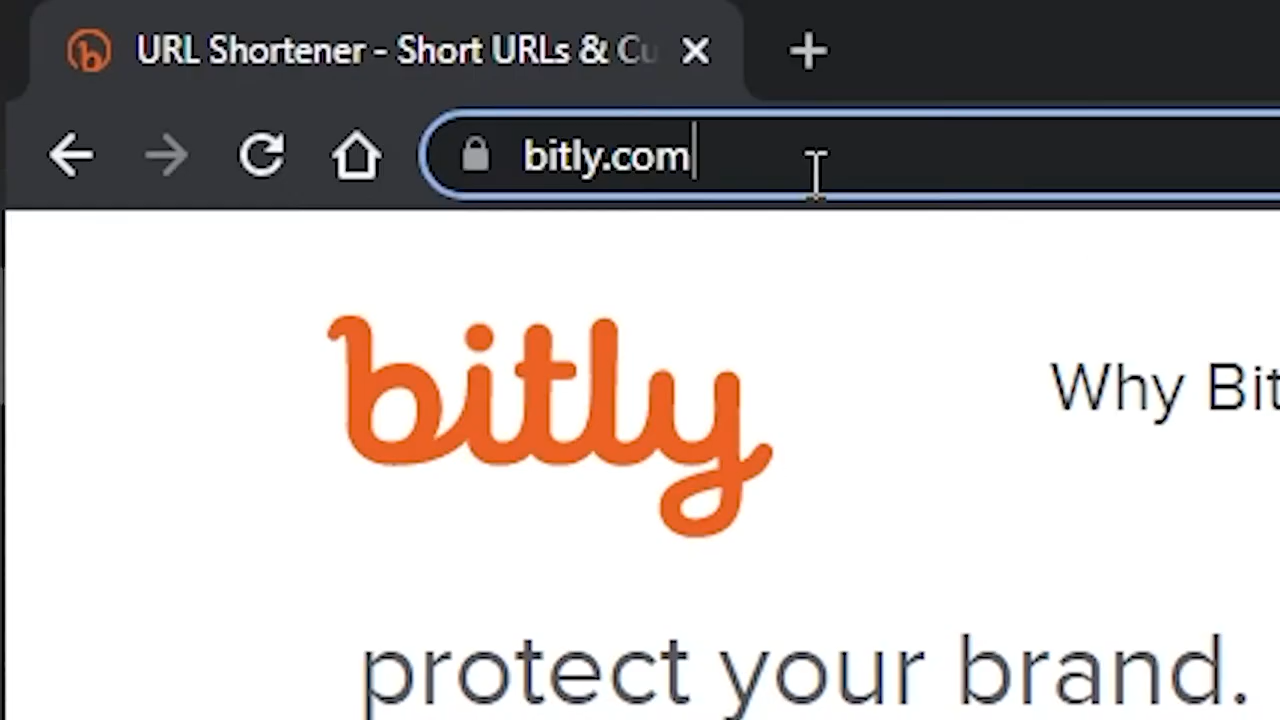 URL Shortener - Short URLs & Cu
bitly.com
bitly
Why Bit
protect your brand.